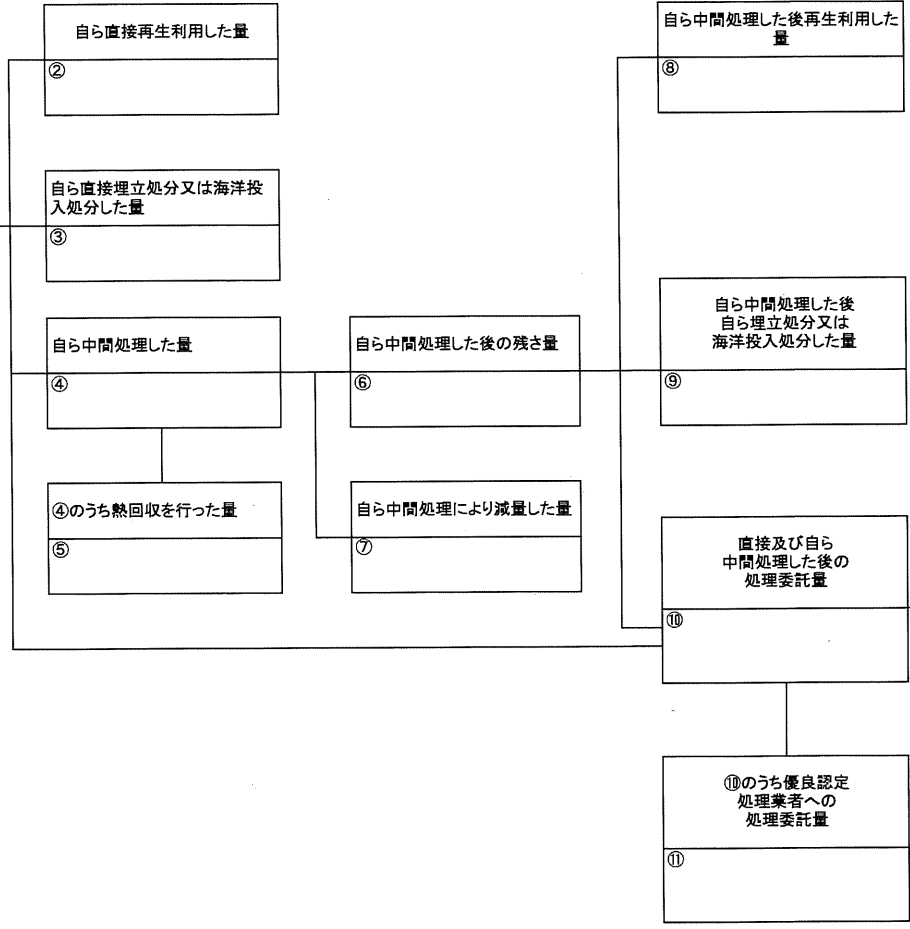 自ら直接再生利用した量
②
自ら直接埋立処分又は海洋投
入処分した量
③
自ら中間処理した量
④
④のうち熱回収を行った量
⑤
自ら中間処理した後の残さ量
⑥
自ら中間処理により減量した量
⑦
自ら中間処理した後再生利用した
量
⑧
自ら中間処理した後
自ら埋立処分又は
海洋投入処分した量
⑨
直接及び自ら
中間処理した後の
処理委託量
⑩
⑩のうち優良認定
処理業者への
処理委託量
⑪